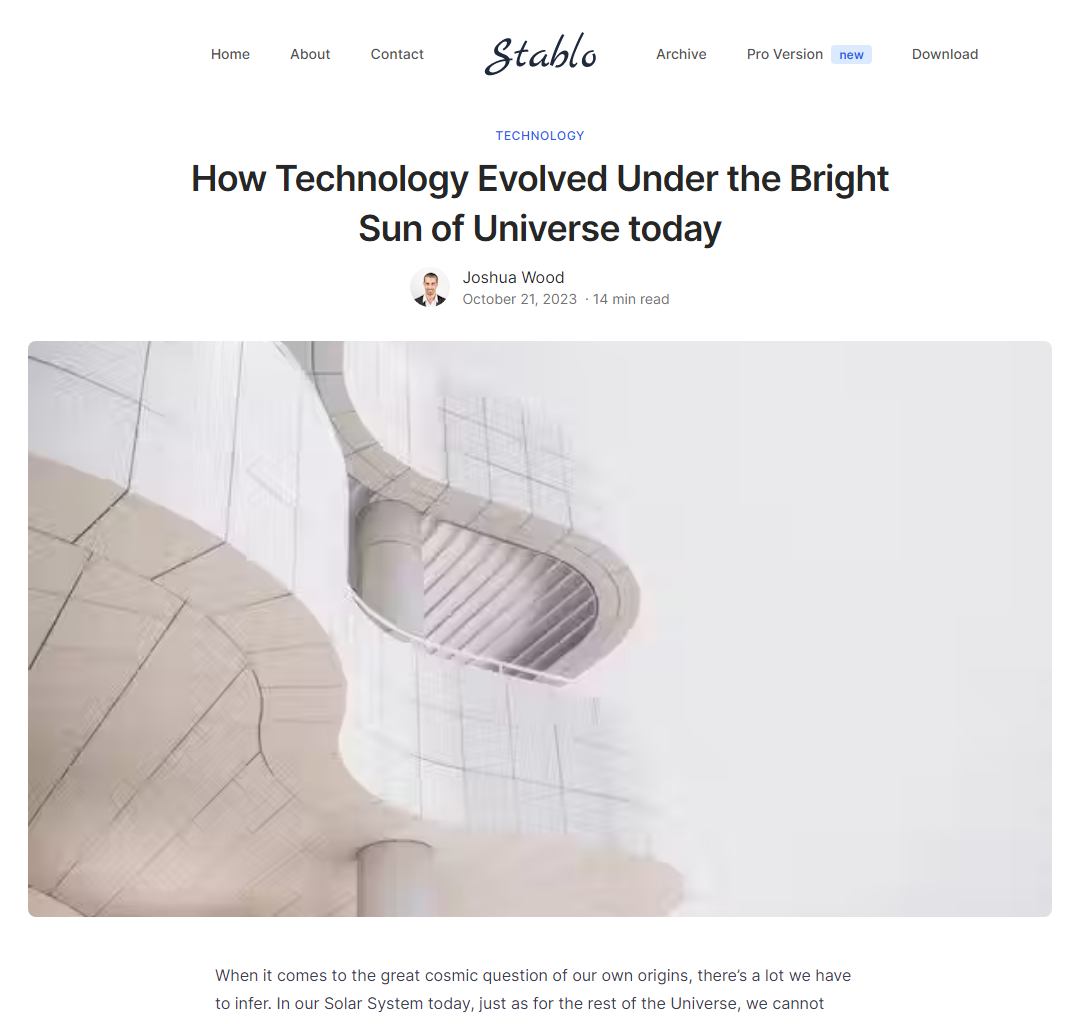 Home About Contact Stablo Archive Pro Version new Download
TECHNOLOGY
How Technology Evolved Under the Bright
Sun of Universe today
Joshua Wood
October 21, 2023 · 14 min read
When it comes to the great cosmic question of our own origins, there’s a lot we have
to infer. In our Solar System today, just as for the rest of the Universe, we cannot